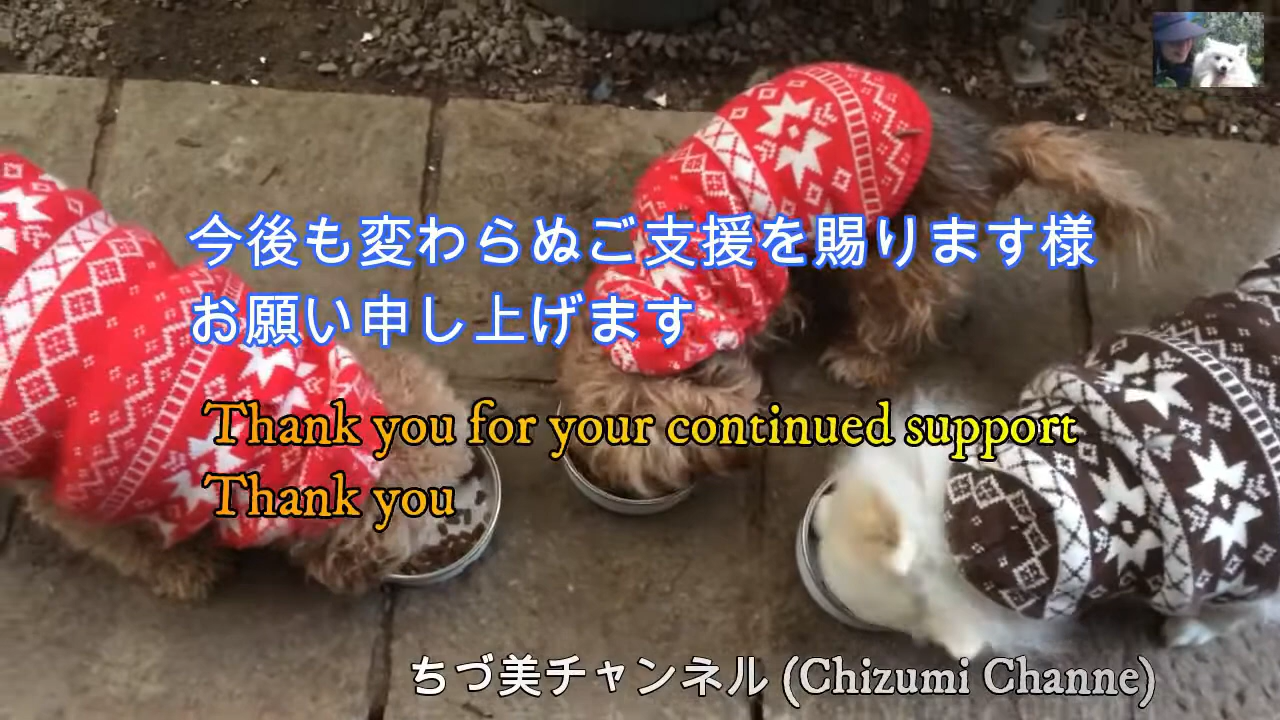 今後も変わらぬご支援を賜ります様
お願い申し上げます
Thank you for your continued support
Thank you
ちづ美チャンネル (Chizumi Channe)